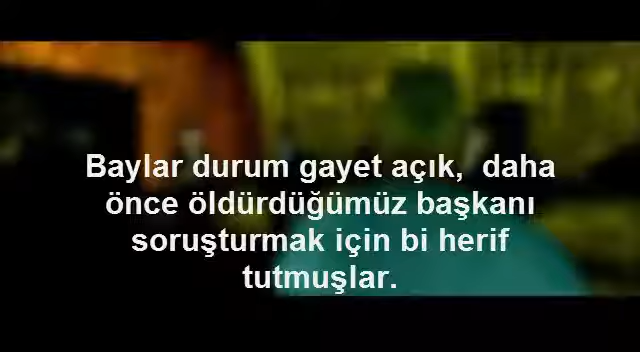 Baylar durum gayet açık,  daha
önce öldürdüğümüz başkanı
soruşturmak için bi herif
tutmuşlar.